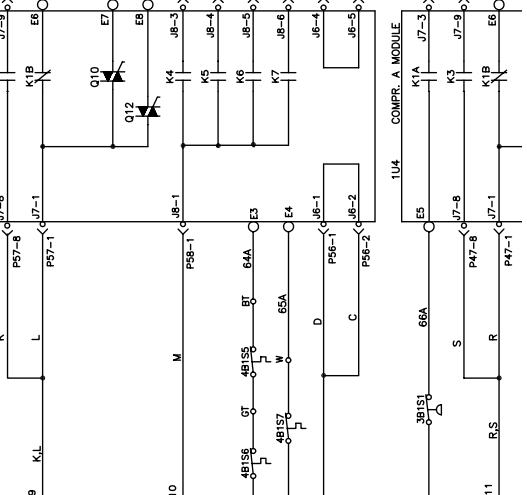 J7-9
E6
E7
E8
J8-3
J8-4
J8-5
J8-6
J6-4
J6-5
J7-3
J7-9
E6
K1B
Q10
Q12
K4
K5
K6
K7
COMPR. A MODULE
1U4
K1A
K3
K1B
J7-8
J7-1
J8-1
E3
E4
J6-1
J6-2
E5
J7-8
J7-1
P57-8
P57-1
P58-1
64A
P56-1
P56-2
P47-8
P47-1
BT
65A
66A
L
M
D
C
S
R
4B1S5
W
3B1S1
GT
4B1S7
4B1S6
K,L
R,S
9
10
11